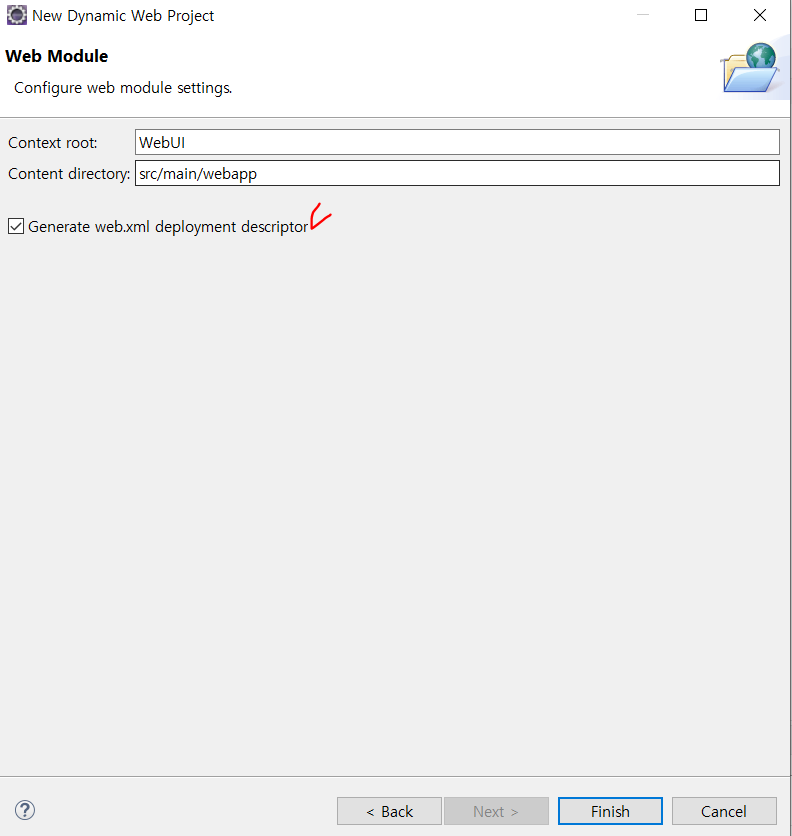 New Dynamic Web Project
Web Module
Configure web module settings.
Context root: WebUI
Content directory: src/main/webapp
Generate web.xml deployment descriptor
? < Back Next > Finish Cancel